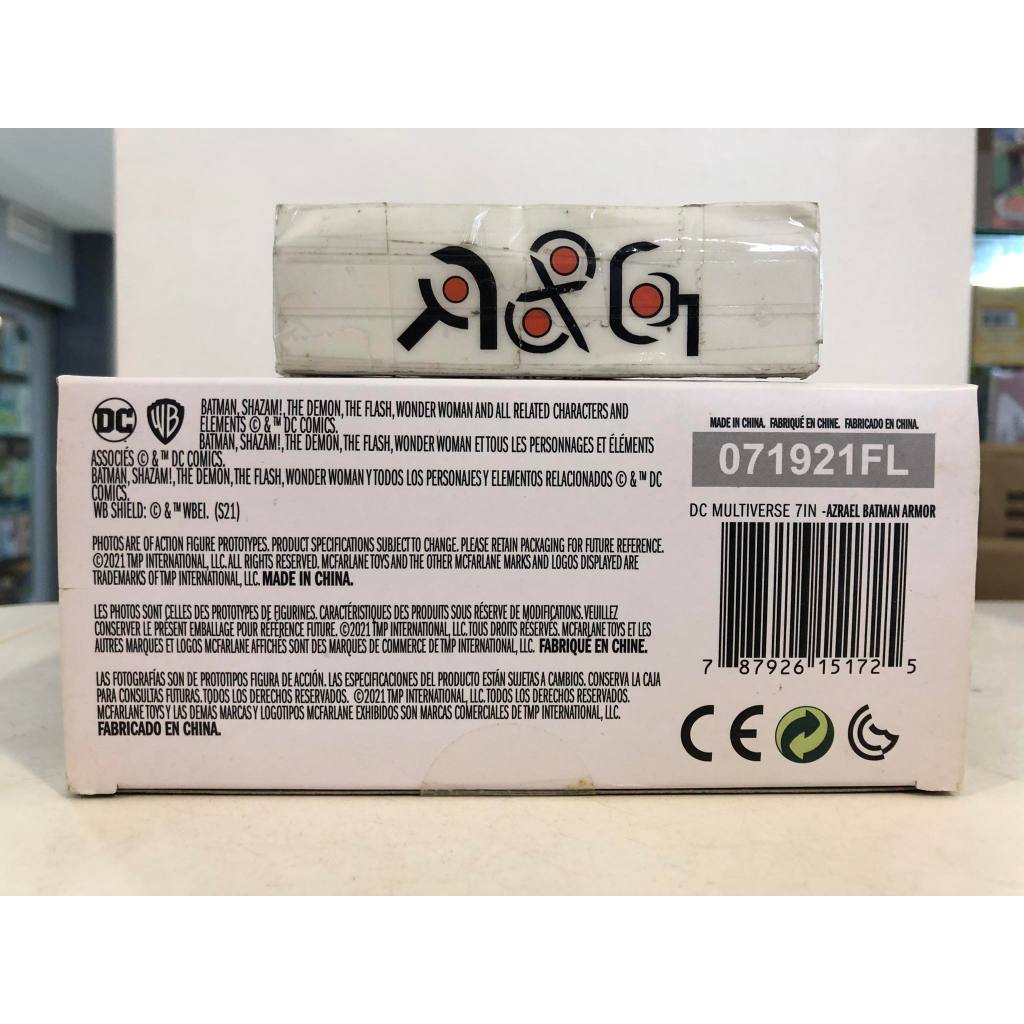 DC
WB
BATMAN, SHAZAM!, THE DEMON, THE FLASH, WONDER WOMAN AND ALL RELATED CHARACTERS AND
ELEMENTS © & ™ DC COMICS.
BATMAN, SHAZAM!, THE DEMON, THE FLASH, WONDER WOMAN ET TOUS LES PERSONNAGES ET ÉLÉMENTS
ASSOCIÉS © & ™ DC COMICS.
BATMAN, SHAZAM!, THE DEMON, THE FLASH, WONDER WOMAN Y TODOS LOS PERSONAJES Y ELEMENTOS RELACIONADOS © & ™ DC
COMICS.
WB SHIELD: © & ™ WBEI. (S21)
PHOTOS ARE OF ACTION FIGURE PROTOTYPES. PRODUCT SPECIFICATIONS SUBJECT TO CHANGE. PLEASE RETAIN PACKAGING FOR FUTURE REFERENCE.
©2021 TMP INTERNATIONAL, LLC. ALL RIGHTS RESERVED. MCFARLANE TOYS AND THE OTHER MCFARLANE MARKS AND LOGOS DISPLAYED ARE
TRADEMARKS OF TMP INTERNATIONAL, LLC. MADE IN CHINA.
LES PHOTOS SONT CELLES DES PROTOTYPES DE FIGURINES. CARACTÉRISTIQUES DES PRODUITS SOUS RÉSERVE DE MODIFICATIONS. VEUILLEZ
CONSERVER LE PRÉSENT EMBALLAGE POUR RÉFÉRENCE FUTURE. ©2021 TMP INTERNATIONAL, LLC. TOUS DROITS RÉSERVÉS. MCFARLANE TOYS ET LES
AUTRES MARQUES ET LOGOS MCFARLANE AFFICHÉS SONT DES MARQUES DE COMMERCE DE TMP INTERNATIONAL, LLC. FABRIQUÉ EN CHINE.
LAS FOTOGRAFÍAS SON DE PROTOTIPOS FIGURA DE ACCIÓN. LAS ESPECIFICACIONES DEL PRODUCTO ESTÁN SUJETAS A CAMBIOS. CONSERVA LA CAJA
PARA CONSULTAS FUTURAS. TODOS LOS DERECHOS RESERVADOS. ©2021 TMP INTERNATIONAL, LLC. TODOS LOS DERECHOS RESERVADOS.
MCFARLANE TOYS Y LAS DEMAS MARCAS Y LOGOTIPOS MCFARLANE EXHIBIDOS SON MARCAS COMERCIALES DE TMP INTERNATIONAL, LLC.
FABRICADO EN CHINA.
MADE IN CHINA. FABRIQUÉ EN CHINE. FABRICADO EN CHINA.
071921FL
DC MULTIVERSE 7IN -AZRAEL BATMAN ARMOR
7 87926 15172 5
CE